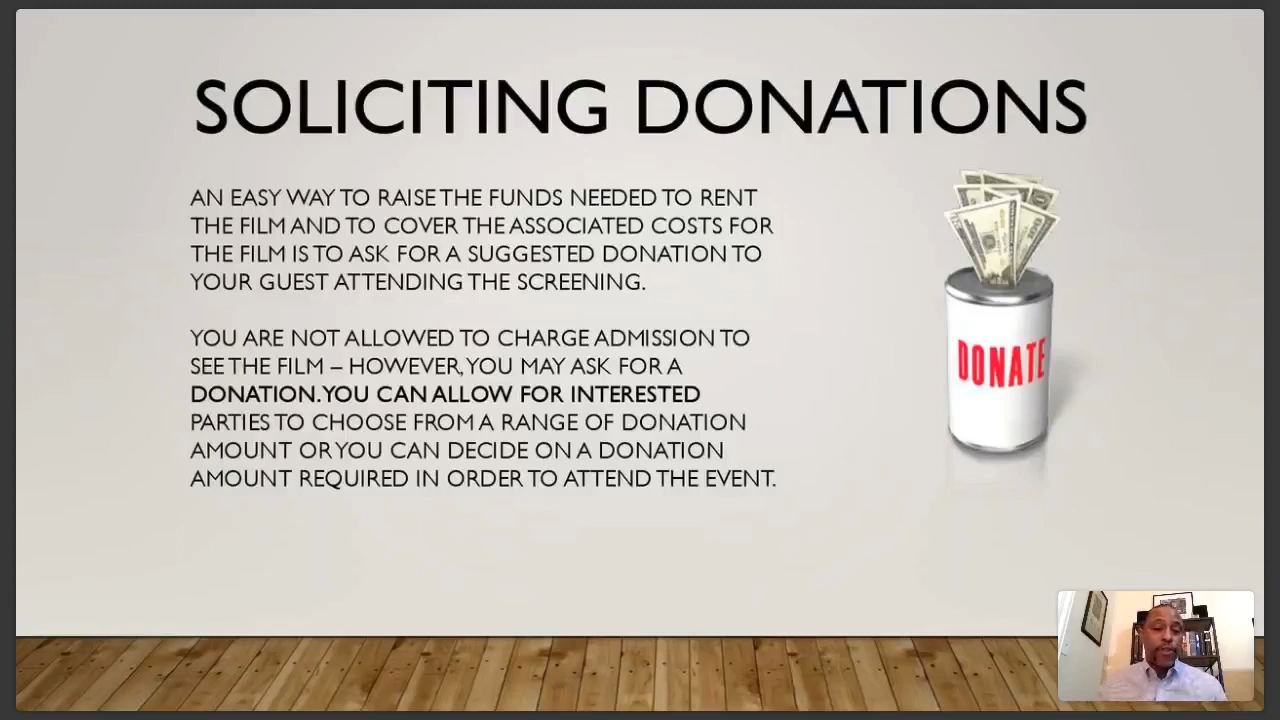 SOLICITING DONATIONS
AN EASY WAY TO RAISE THE FUNDS NEEDED TO RENT
THE FILM AND TO COVER THE ASSOCIATED COSTS FOR
THE FILM IS TO ASK FOR A SUGGESTED DONATION TO
YOUR GUEST ATTENDING THE SCREENING.
YOU ARE NOT ALLOWED TO CHARGE ADMISSION TO
SEE THE FILM – HOWEVER, YOU MAY ASK FOR A
DONATION. YOU CAN ALLOW FOR INTERESTED
PARTIES TO CHOOSE FROM A RANGE OF DONATION
AMOUNT OR YOU CAN DECIDE ON A DONATION
AMOUNT REQUIRED IN ORDER TO ATTEND THE EVENT.
DONATE